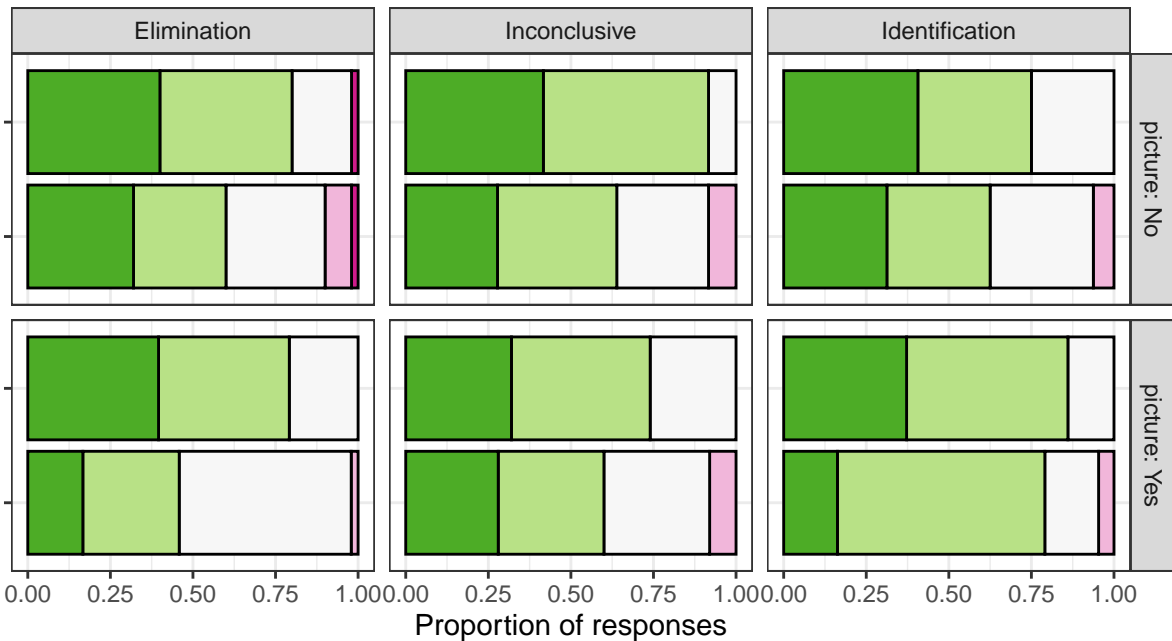 Elimination Inconclusive Identification
picture: No
picture: Yes
0.00 0.25 0.50 0.75 1.00 0.00 0.25 0.50 0.75 1.00 0.00 0.25 0.50 0.75 1.00
Proportion of responses